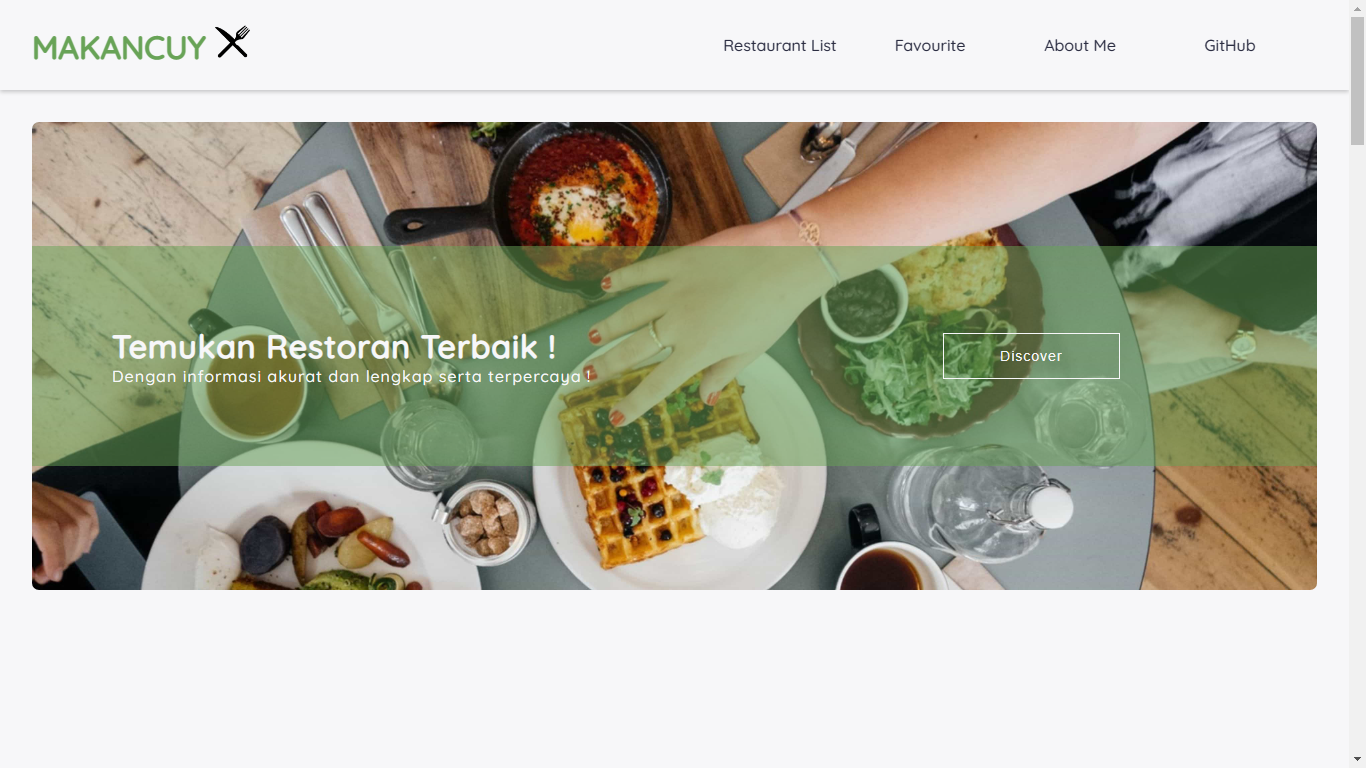 MAKANCUY
Restaurant List
Favourite
About Me
GitHub
Temukan Restoran Terbaik !
Dengan informasi akurat dan lengkap serta terpercaya !
Discover